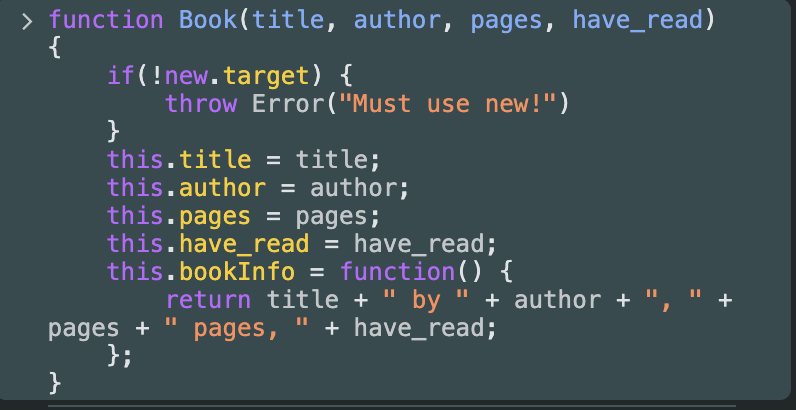 > function Book(title, author, pages, have_read)
{
    if(!new.target) {
        throw Error("Must use new!")
    }
    this.title = title;
    this.author = author;
    this.pages = pages;
    this.have_read = have_read;
    this.bookInfo = function() {
        return title + " by " + author + ", " +
pages + " pages, " + have_read;
    };
}